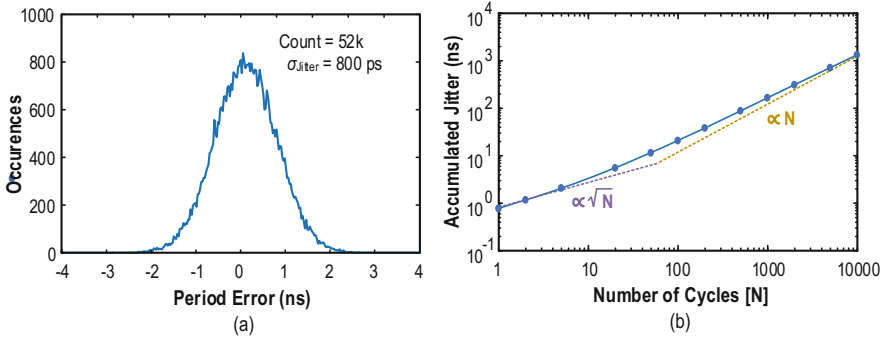 1000
800
600
400
200
0
Occurences
Count = 52k
σJitter = 800 ps
-4 -3 -2 -1 0 1 2 3 4
Period Error (ns)
(a)
10^4
10^3
10^2
10^1
10^0
10^-1
Accumulated Jitter (ns)
∝ N
∝ √N
1 10 100 1000 10000
Number of Cycles [N]
(b)